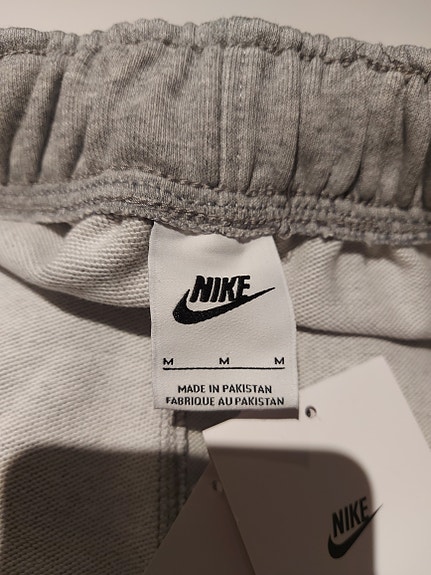 NIKE
M M M
MADE IN PAKISTAN
FABRIQUE AU PAKISTAN
NIKE